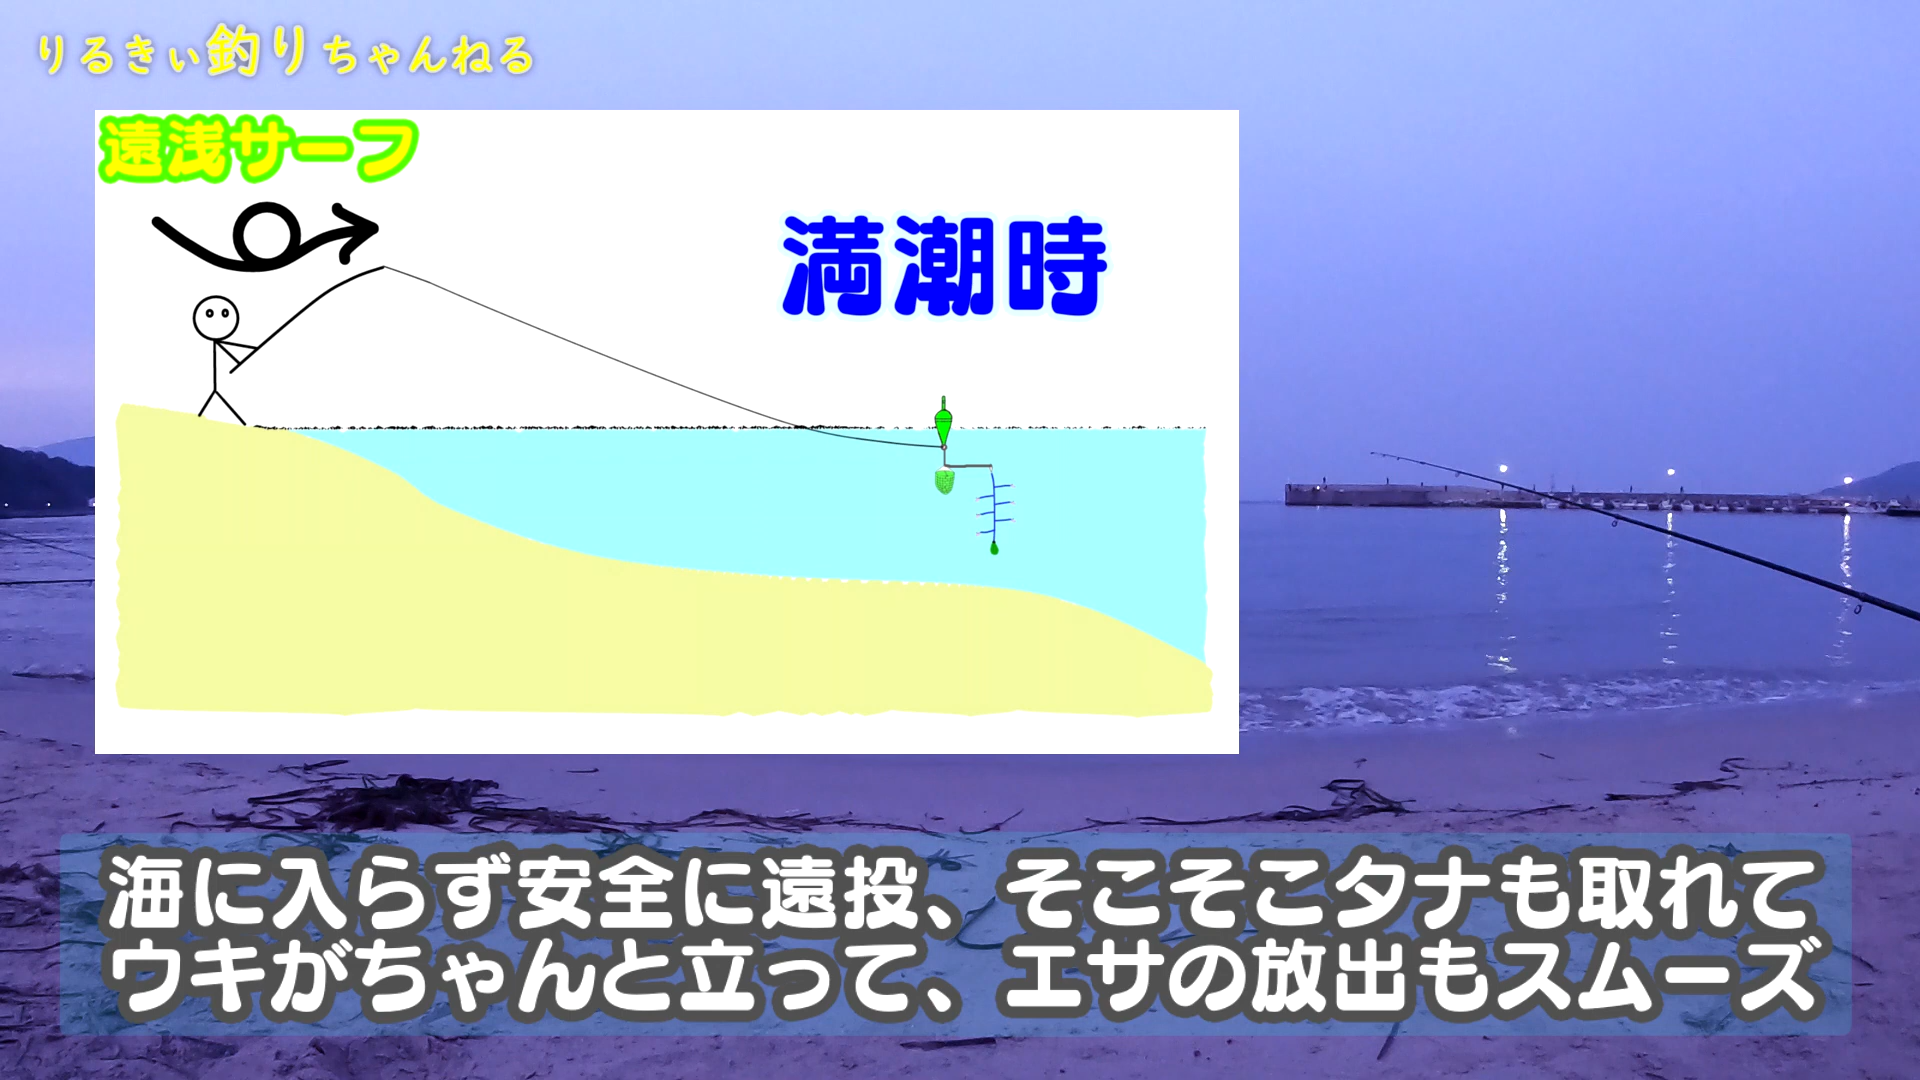 りるきぃ釣りちゃんねる
遠浅サーフ
満潮時
海に入らず安全に遠投、そこそこタナも取れて
ウキがちゃんと立って、エサの放出もスムーズ